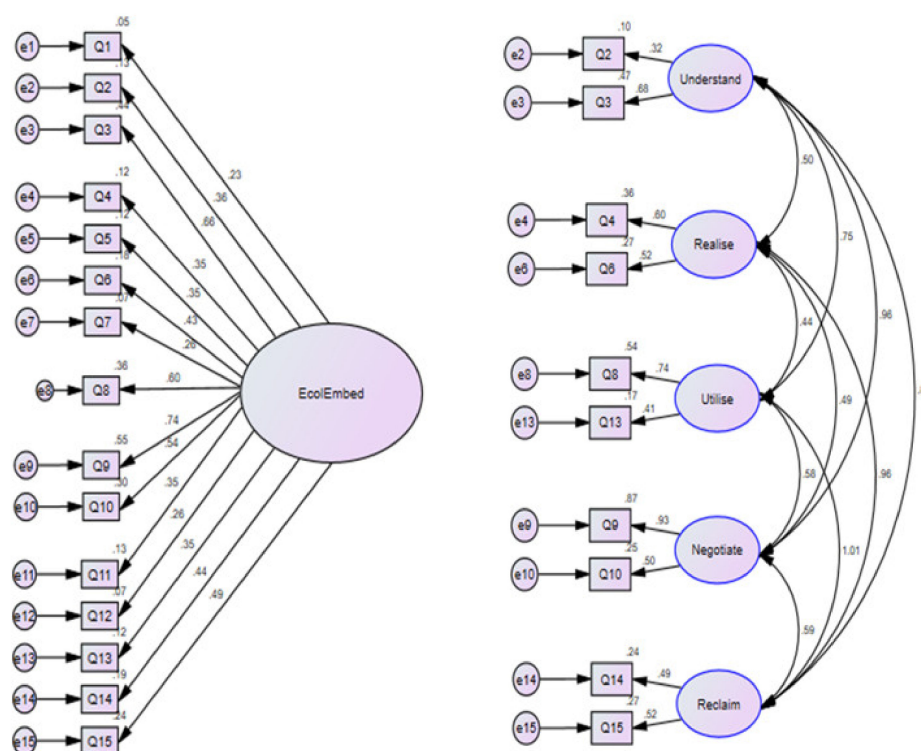 .05
e1 Q1
.13
e2 Q2
.44
e3 Q3
.12
e4 Q4
.12
e5 Q5
.18
e6 Q6
.07
e7 Q7
.36
e8 Q8
.55
e9 Q9
.30
e10 Q10
.13
e11 Q11
.07
e12 Q12
.12
e13 Q13
.19
e14 Q14
.24
e15 Q15
.23
.36
.66
.35
.35
.43
.26
.60
.74
.54
.35
.26
.35
.44
.49
EcolEmbed
.10
e2 Q2 .32
Understand
.47
e3 Q3 .68
.36
e4 Q4 .60
Realise
.27
e6 Q6 .52
.54
e8 Q8 .74
Utilise
.17
e13 Q13 .41
.87
e9 Q9 .93
Negotiate
.25
e10 Q10 .50
.24
e14 Q14 .49
Reclaim
.27
e15 Q15 .52
.50
.75
.96
.44
.49
.96
.58
1.01
.59